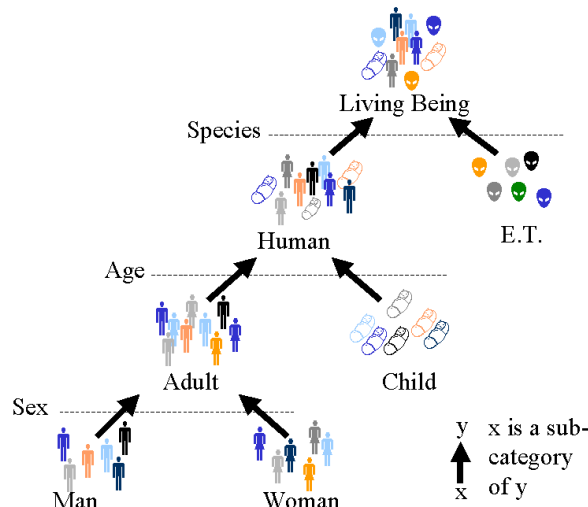 Living Being
Species
Human
E.T.
Age
Adult
Child
Sex
Man
Woman
y x is a sub-
category
x of y